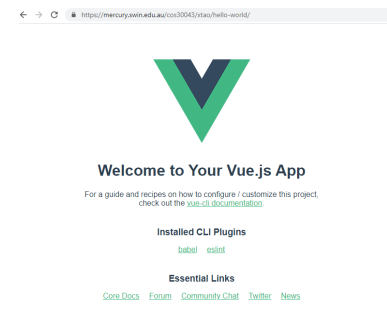 https://mercury.swin.edu.au/cos30043/xtao/hello-world/
Welcome to Your Vue.js App
For a guide and recipes on how to configure / customize this project,
check out the vue-cli documentation.
Installed CLI Plugins
babel eslint
Essential Links
Core Docs Forum Community Chat Twitter News